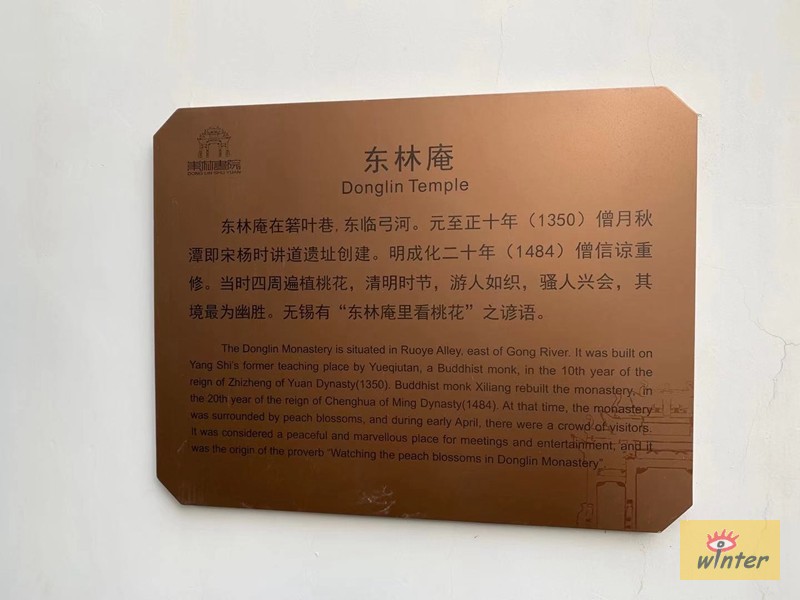 東林書院
DONG LIN SHU YUAN
东林庵
Donglin Temple
东林庵在箬叶巷,东临弓河。元至正十年（1350）僧月秋
潭即宋杨时讲道遗址创建。明成化二十年（1484）僧信谅重
修。当时四周遍植桃花，清明时节，游人如织，骚人兴会，其
境最为幽胜。无锡有“东林庵里看桃花”之谚语。
The Donglin Monastery is situated in Ruoye Alley, east of Gong River. It was built on
Yang Shi's former teaching place by Yueqiutan, a Buddhist monk, in the 10th year of the
reign of Zhizheng of Yuan Dynasty(1350). Buddhist monk Xiliang rebuilt the monastery, in
the 20th year of the reign of Chenghua of Ming Dynasty(1484). At that time, the monastery
was surrounded by peach blossoms, and during early April, there were a crowd of visitors.
It was considered a peaceful and marvellous place for meetings and entertainment, and it
was the origin of the proverb “Watching the peach blossoms in Donglin Monastery”
winter